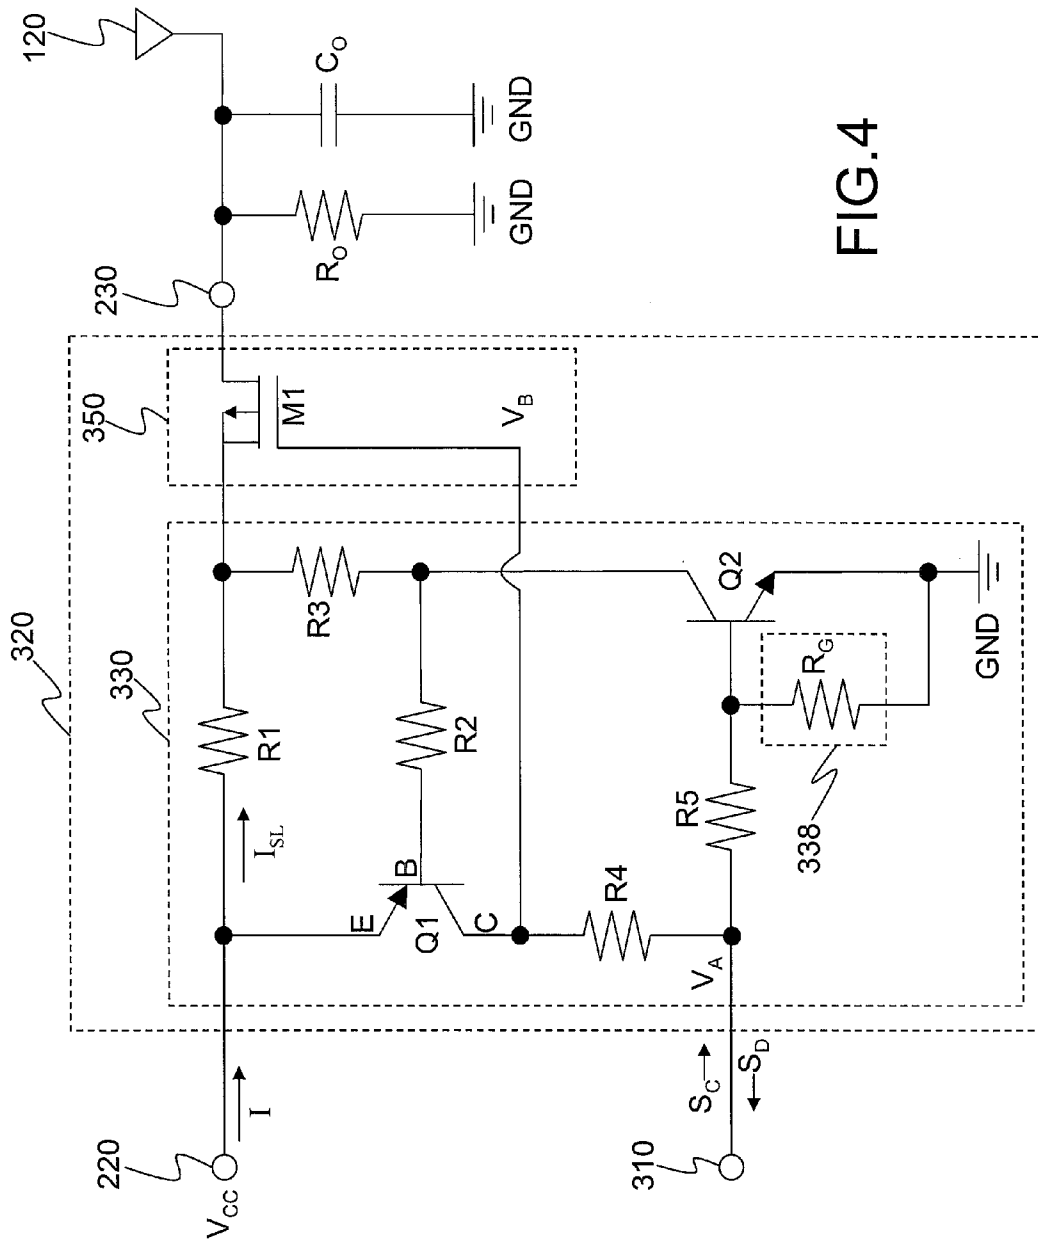 120
C_O
GND
R_O
GND
230
350
M1
V_B
320
330
R1
I_SL
R3
R2
E
B
Q1
C
R4
R5
Q2
R_G
338
GND
V_A
I
220
V_CC
S_C
S_D
310
FIG.4